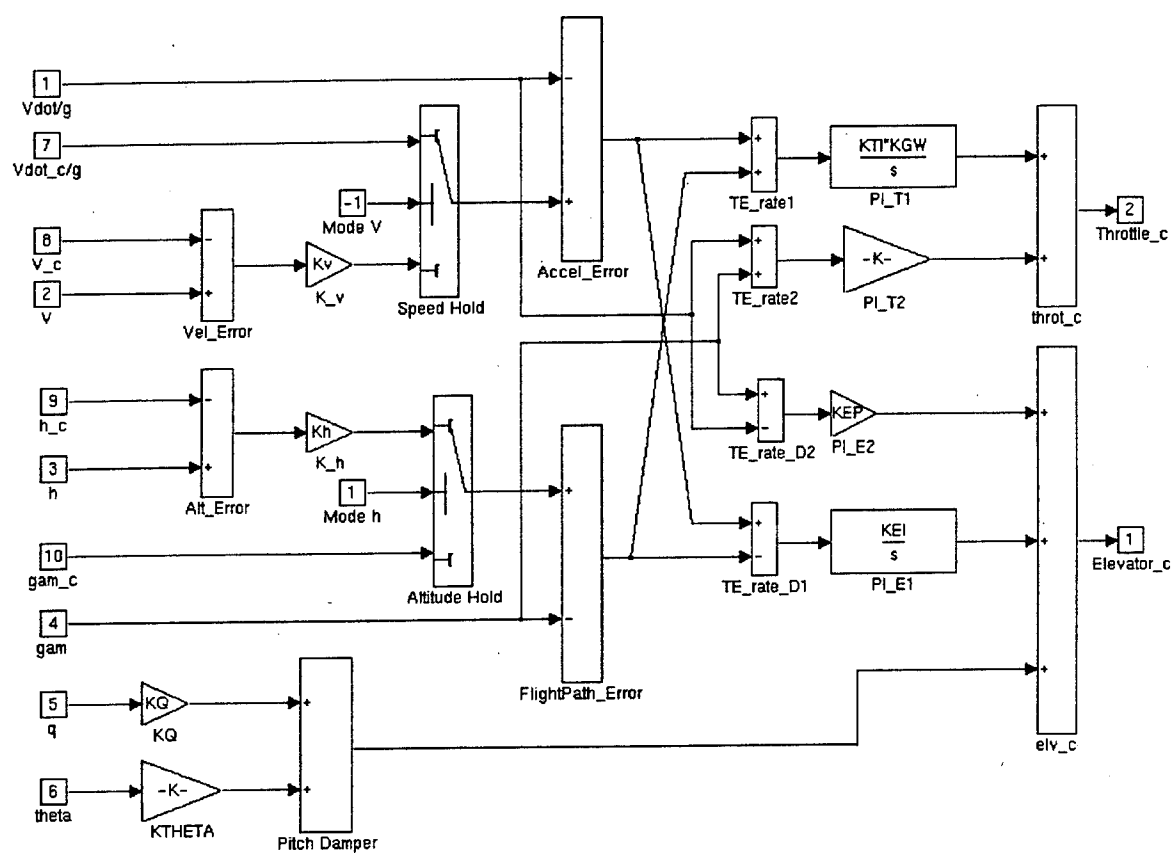 1
Vdot/g
7
Vdot_c/g
-1
Mode V
8
V_c
2
V
-
+
Vel_Error
Kv
K_v
Speed Hold
-
+
Accel_Error
9
h_c
3
h
-
+
Alt_Error
Kh
K_h
1
Mode h
10
gam_c
Altitude Hold
4
gam
+
-
FlightPath_Error
5
q
KQ
KQ
6
theta
-K-
KTHETA
+
+
Pitch Damper
+
+
TE_rate1
KTI*KGW
s
PI_T1
+
+
TE_rate2
-K-
PI_T2
+
+
throt_c
2
Throttle_c
+
-
TE_rate_D2
KEP
PI_E2
+
-
TE_rate_D1
KEI
s
PI_E1
+
+
+
elv_c
1
Elevator_c